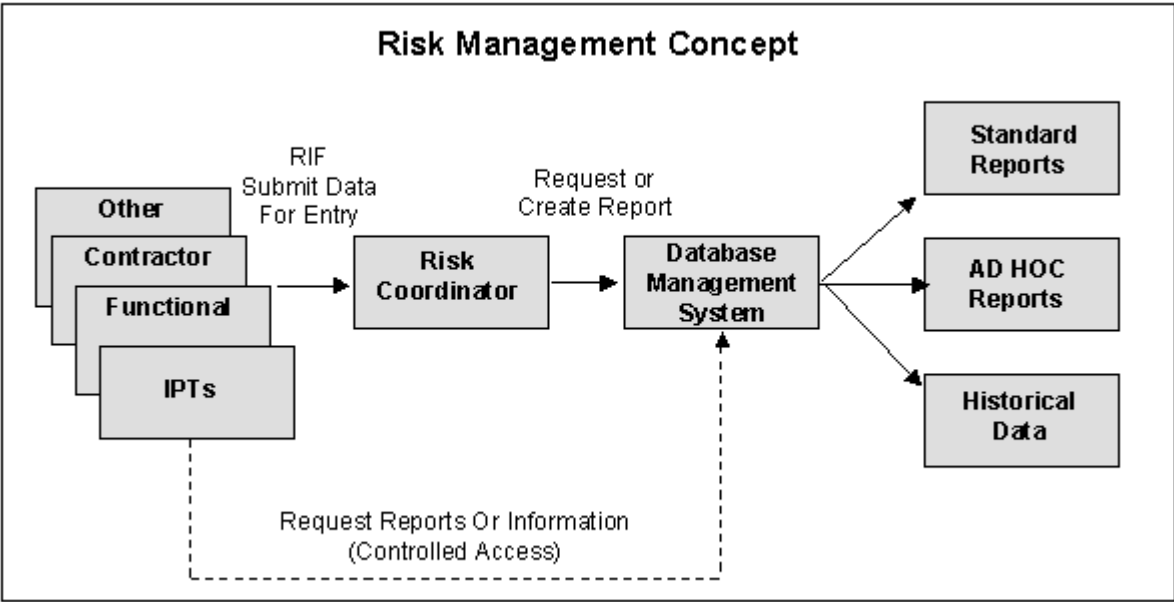 Risk Management Concept
Other
Contractor
Functional
IPTs
RIF
Submit Data
For Entry
Risk
Coordinator
Request or
Create Report
Database
Management
System
Standard
Reports
AD HOC
Reports
Historical
Data
Request Reports Or Information
(Controlled Access)